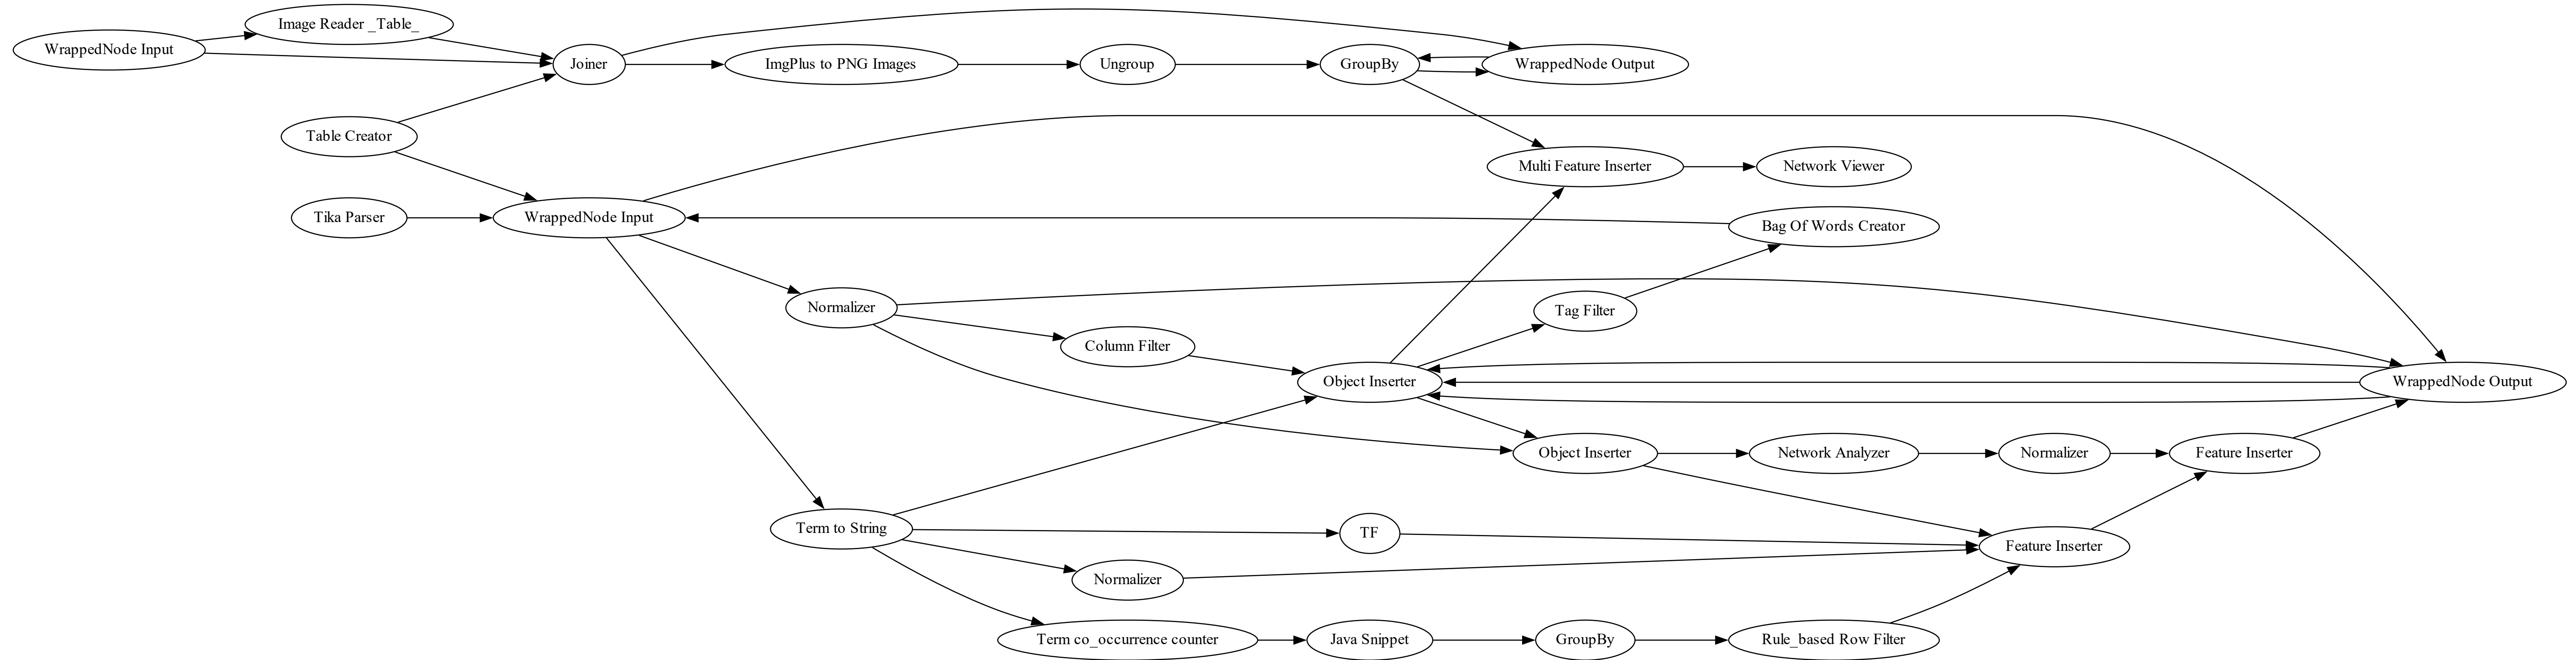 WrappedNode Input
Image Reader _Table_
Joiner
ImgPlus to PNG Images
Ungroup
GroupBy
WrappedNode Output
Table Creator
Multi Feature Inserter
Network Viewer
Tika Parser
WrappedNode Input
Bag Of Words Creator
Normalizer
Tag Filter
Column Filter
Object Inserter
WrappedNode Output
Object Inserter
Network Analyzer
Normalizer
Feature Inserter
Term to String
TF
Feature Inserter
Normalizer
Term co_occurrence counter
Java Snippet
GroupBy
Rule_based Row Filter